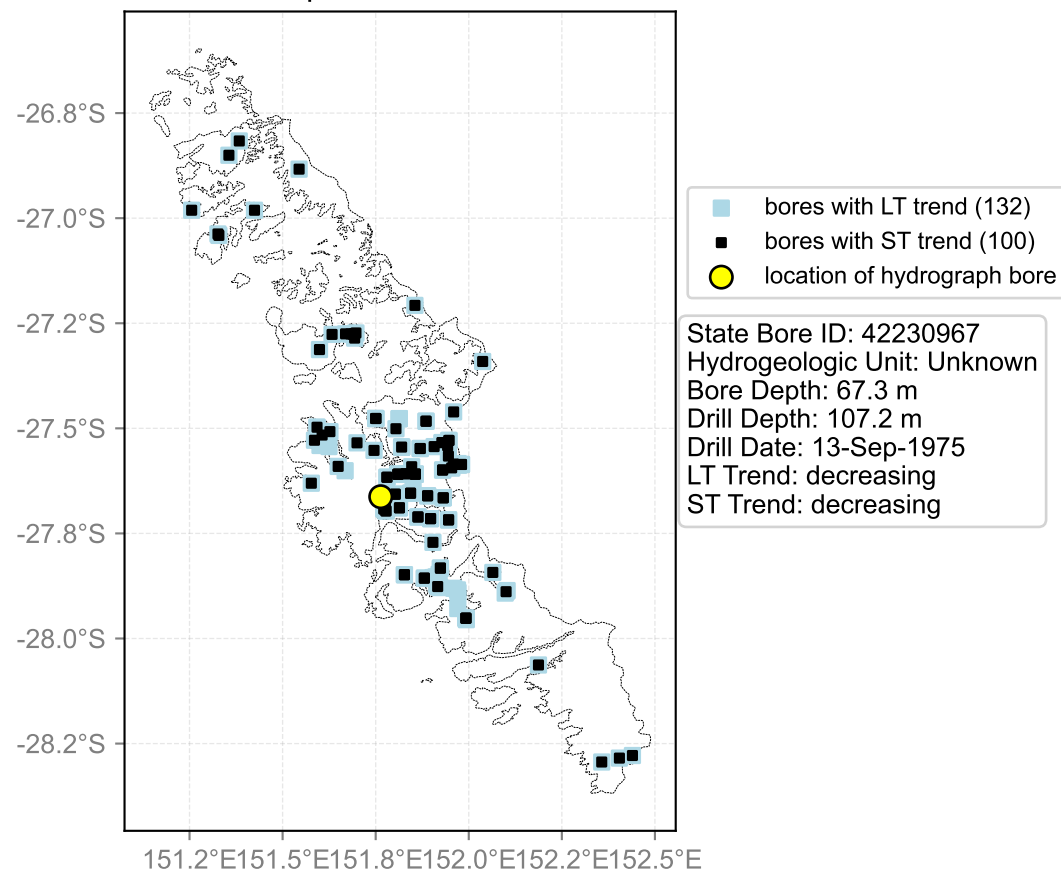 -26.8°S
-27.0°S
-27.2°S
-27.5°S
-27.8°S
-28.0°S
-28.2°S
151.2°E151.5°E151.8°E152.0°E152.2°E152.5°E
bores with LT trend (132)
bores with ST trend (100)
location of hydrograph bore
State Bore ID: 42230967
Hydrogeologic Unit: Unknown
Bore Depth: 67.3 m
Drill Depth: 107.2 m
Drill Date: 13-Sep-1975
LT Trend: decreasing
ST Trend: decreasing